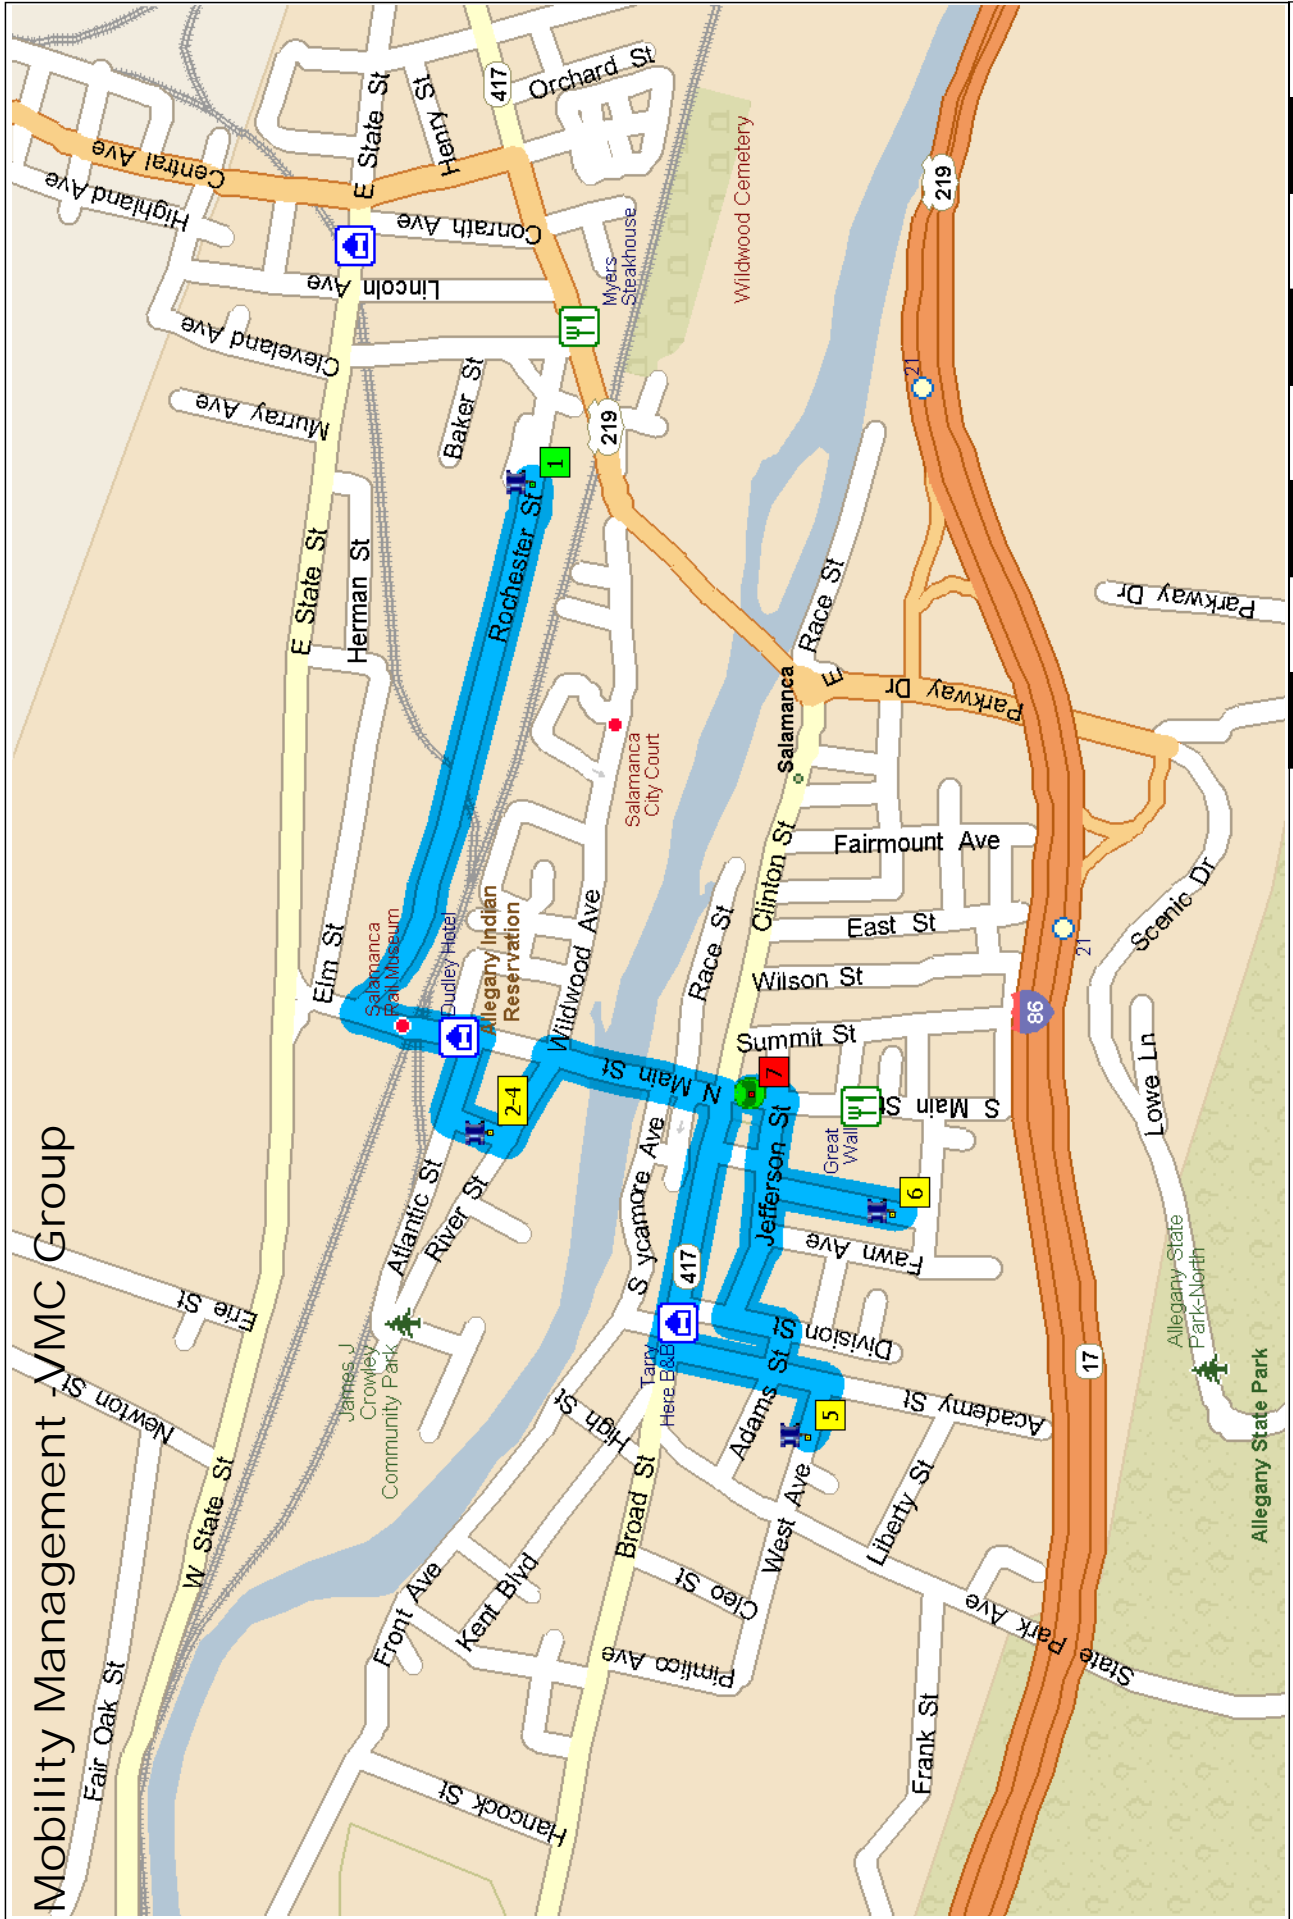 Mobility Management - VMC Group
Fair Oak St
W State St
Newton St
Erie St
E State St
Elm St
Herman St
Murray Ave
Cleveland Ave
Lincoln Ave
Highland Ave
Central Ave
E State St
Henry St
417
Orchard St
Conrath Ave
Baker St
Myers
Steakhouse
Wildwood Cemetery
219
Rochester St
1
Salamanca
Rail Museum
Dudley Hotel
Allegany Indian
Reservation
Wildwood Ave
Salamanca
City Court
2-4
Atlantic St
River St
James J
Crowley
Community Park
Front Ave
Kent Blvd
Hancock St
High St
Broad St
Pimlico Ave
Cleo St
West Ave
Adams St
Tarry
Here B&B
417
Sycamore Ave
N Main St
Race St
Clinton St
Salamanca
E
Race St
Parkway Dr
Parkway Dr
219
21
Fairmount Ave
East St
Wilson St
Summit St
7
Jefferson St
S Main St
Great
Wall
6
Fawn Ave
Division St
5
Academy St
Liberty St
State Park Ave
Frank St
17
86
21
Scenic Dr
Lowe Ln
Allegany State
Park-North
Allegany State Park